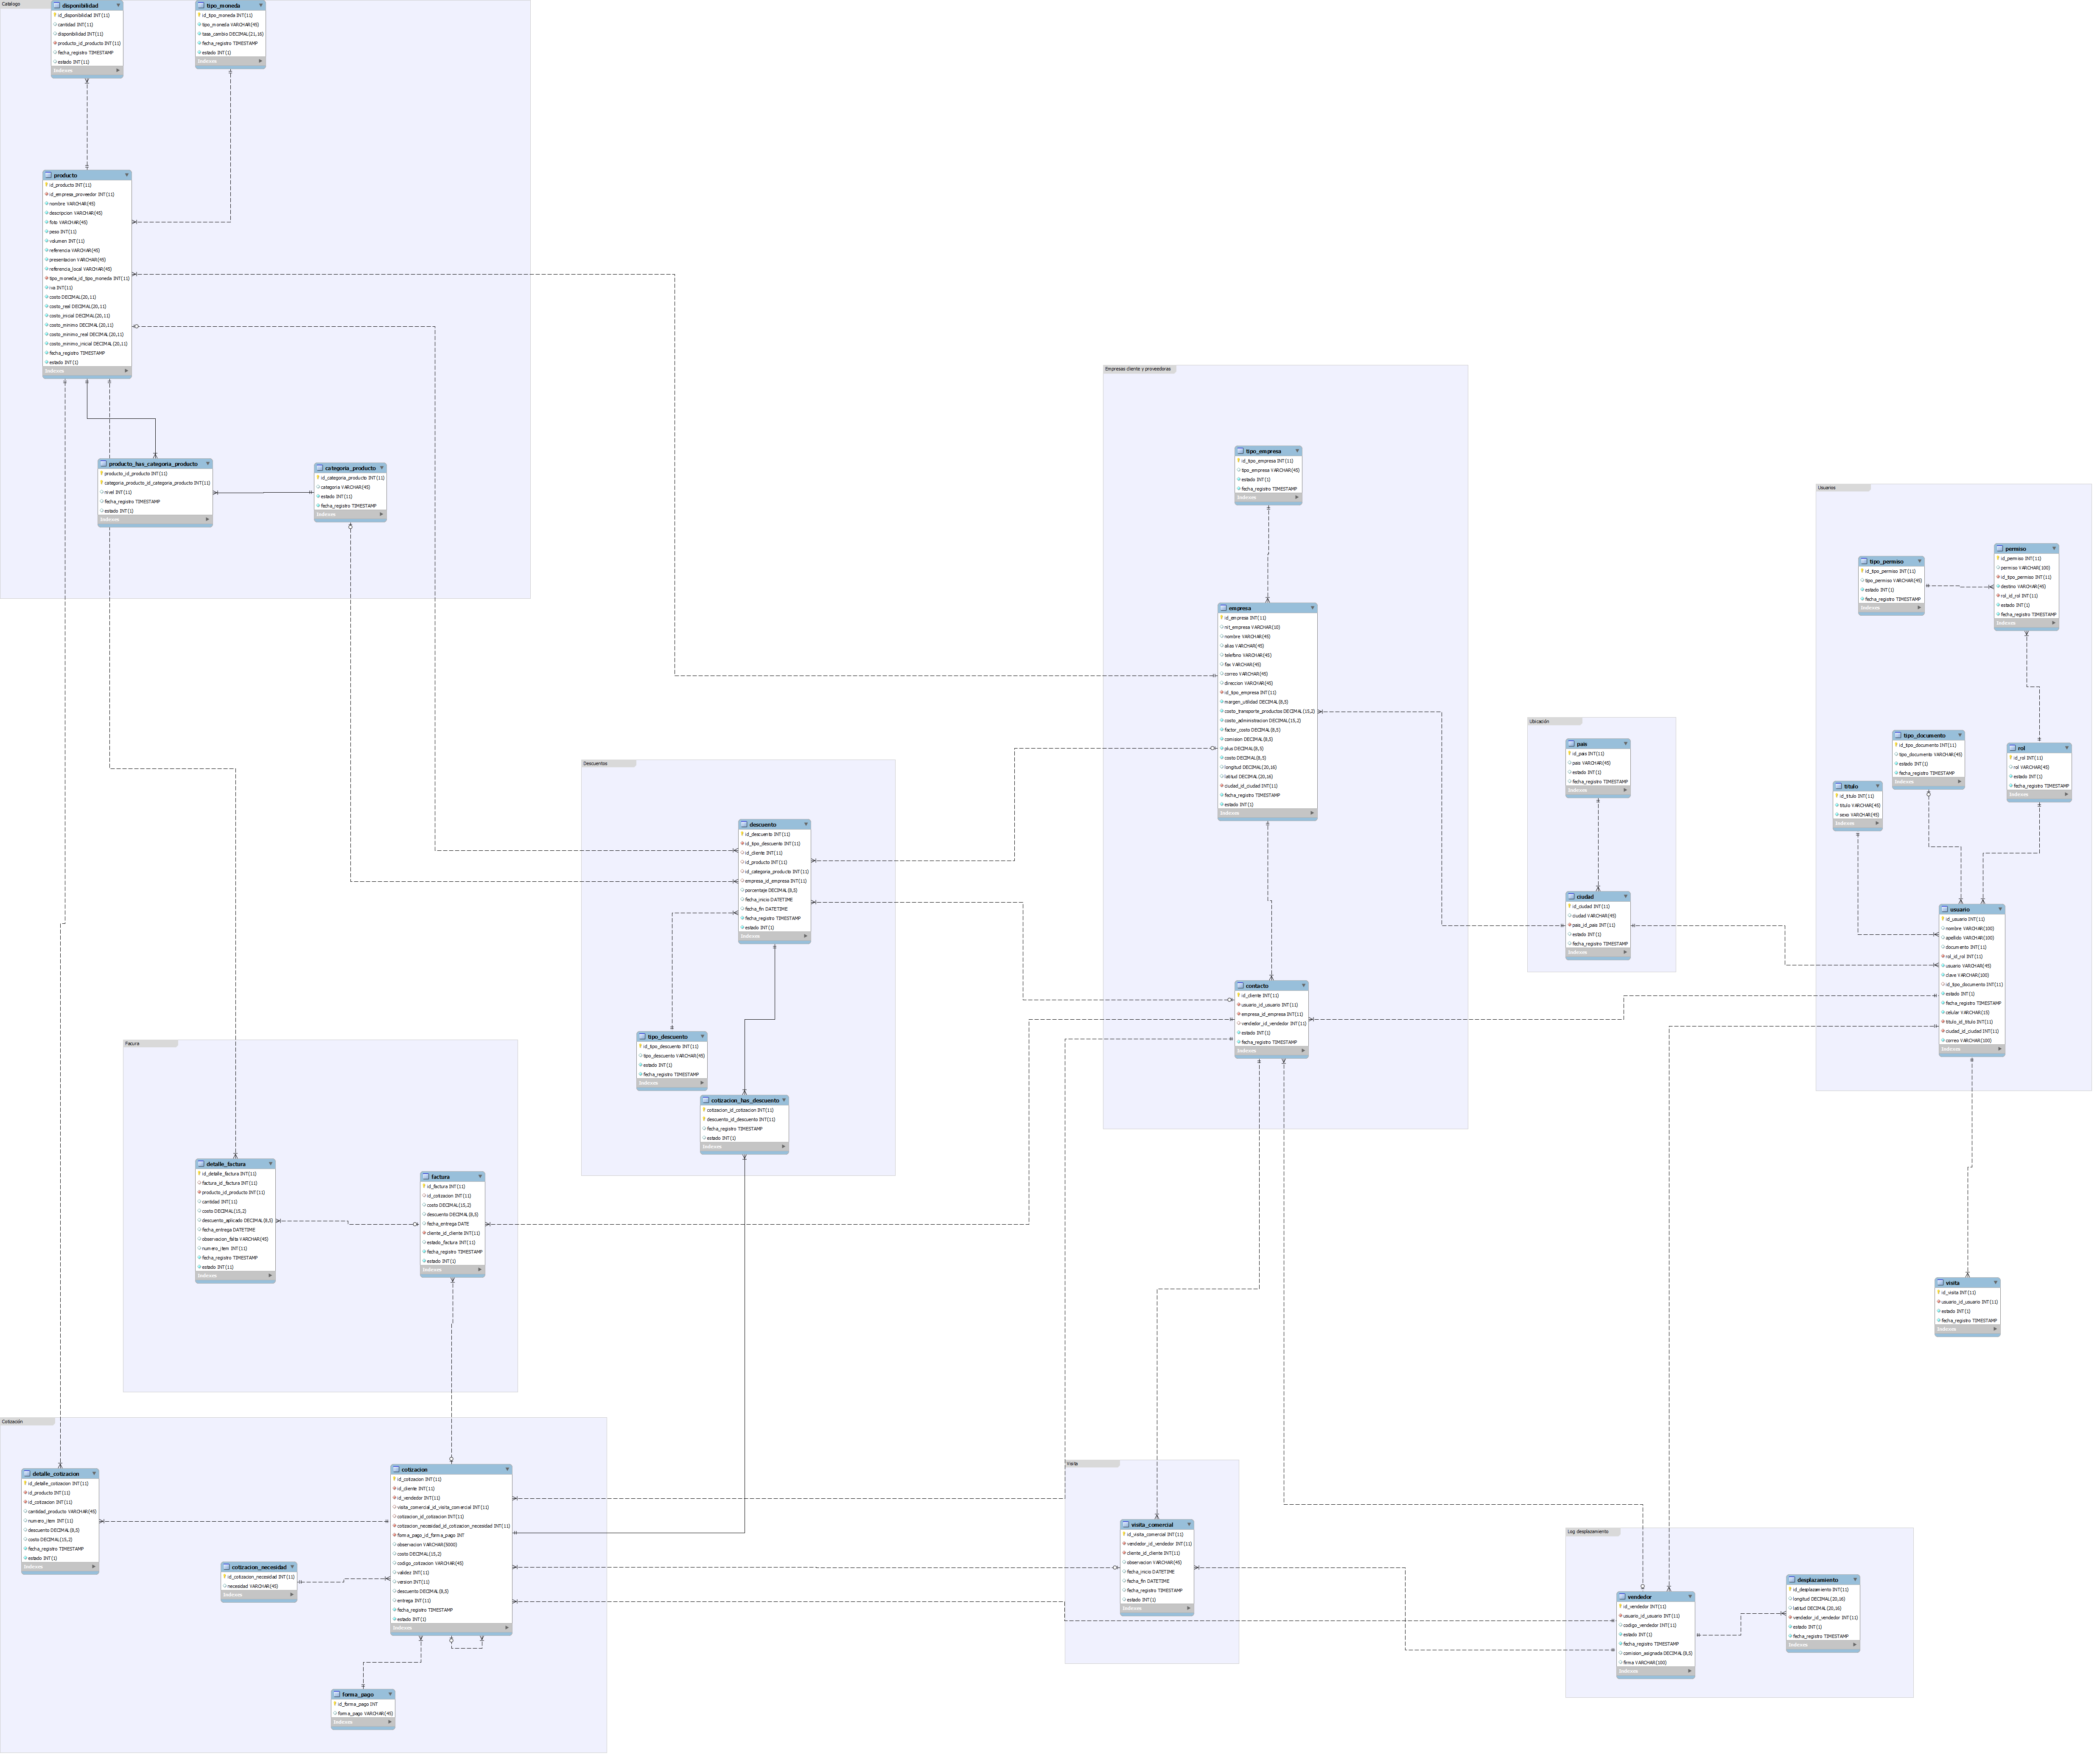 Catalogo
disponibilidad
id_disponibilidad INT(11)
cantidad INT(11)
disponibilidad INT(11)
producto_id_producto INT(11)
fecha_registro TIMESTAMP
estado INT(11)
Indexes
tipo_moneda
id_tipo_moneda INT(11)
tipo_moneda VARCHAR(45)
tasa_cambio DECIMAL(21,16)
fecha_registro TIMESTAMP
estado INT(1)
Indexes
producto
id_producto INT(11)
id_empresa_proveedor INT(11)
nombre VARCHAR(45)
descripcion VARCHAR(45)
foto VARCHAR(45)
peso INT(11)
volumen INT(11)
referencia VARCHAR(45)
presentacion VARCHAR(45)
referencia_local VARCHAR(45)
tipo_moneda_id_tipo_moneda INT(11)
iva INT(11)
costo DECIMAL(20,11)
costo_real DECIMAL(20,11)
costo_inicial DECIMAL(20,11)
costo_minimo DECIMAL(20,11)
costo_minimo_real DECIMAL(20,11)
costo_minimo_inicial DECIMAL(20,11)
fecha_registro TIMESTAMP
estado INT(1)
Indexes
producto_has_categoria_producto
producto_id_producto INT(11)
categoria_producto_id_categoria_producto INT(11)
nivel INT(11)
fecha_registro TIMESTAMP
estado INT(1)
Indexes
categoria_producto
id_categoria_producto INT(11)
categoria VARCHAR(45)
estado INT(11)
fecha_registro TIMESTAMP
Indexes
Empresas cliente y proveedoras
tipo_empresa
id_tipo_empresa INT(11)
tipo_empresa VARCHAR(45)
estado INT(1)
fecha_registro TIMESTAMP
Indexes
empresa
id_empresa INT(11)
nit_empresa VARCHAR(10)
nombre VARCHAR(45)
alias VARCHAR(45)
telefono VARCHAR(45)
fax VARCHAR(45)
correo VARCHAR(45)
direccion VARCHAR(45)
id_tipo_empresa INT(11)
margen_utilidad DECIMAL(8,5)
costo_transporte_productos DECIMAL(15,2)
costo_administracion DECIMAL(15,2)
factor_costo DECIMAL(8,5)
comision DECIMAL(8,5)
plus DECIMAL(8,5)
costo DECIMAL(8,5)
longitud DECIMAL(20,16)
latitud DECIMAL(20,16)
ciudad_id_ciudad INT(11)
fecha_registro TIMESTAMP
estado INT(1)
Indexes
contacto
id_cliente INT(11)
usuario_id_usuario INT(11)
empresa_id_empresa INT(11)
vendedor_id_vendedor INT(11)
estado INT(1)
fecha_registro TIMESTAMP
Indexes
Ubicación
pais
id_pais INT(11)
pais VARCHAR(45)
estado INT(1)
fecha_registro TIMESTAMP
Indexes
ciudad
id_ciudad INT(11)
ciudad VARCHAR(45)
pais_id_pais INT(11)
estado INT(1)
fecha_registro TIMESTAMP
Indexes
Usuarios
tipo_permiso
id_tipo_permiso INT(11)
tipo_permiso VARCHAR(45)
estado INT(1)
fecha_registro TIMESTAMP
Indexes
permiso
id_permiso INT(11)
permiso VARCHAR(100)
id_tipo_permiso INT(11)
destino VARCHAR(45)
rol_id_rol INT(11)
estado INT(1)
fecha_registro TIMESTAMP
Indexes
tipo_documento
id_tipo_documento INT(11)
tipo_documento VARCHAR(45)
estado INT(1)
fecha_registro TIMESTAMP
Indexes
rol
id_rol INT(11)
rol VARCHAR(45)
estado INT(1)
fecha_registro TIMESTAMP
Indexes
titulo
id_titulo INT(11)
titulo VARCHAR(45)
sexo VARCHAR(45)
Indexes
usuario
id_usuario INT(11)
nombre VARCHAR(100)
apellido VARCHAR(100)
documento INT(11)
rol_id_rol INT(11)
usuario VARCHAR(45)
clave VARCHAR(100)
id_tipo_documento INT(11)
estado INT(1)
fecha_registro TIMESTAMP
celular VARCHAR(15)
titulo_id_titulo INT(11)
ciudad_id_ciudad INT(11)
correo VARCHAR(100)
Indexes
visita
id_visita INT(11)
usuario_id_usuario INT(11)
estado INT(1)
fecha_registro TIMESTAMP
Indexes
Descuentos
descuento
id_descuento INT(11)
id_tipo_descuento INT(11)
id_cliente INT(11)
id_producto INT(11)
id_categoria_producto INT(11)
empresa_id_empresa INT(11)
porcentaje DECIMAL(8,5)
fecha_inicio DATETIME
fecha_fin DATETIME
fecha_registro TIMESTAMP
estado INT(1)
Indexes
tipo_descuento
id_tipo_descuento INT(11)
tipo_descuento VARCHAR(45)
estado INT(1)
fecha_registro TIMESTAMP
Indexes
cotizacion_has_descuento
cotizacion_id_cotizacion INT(11)
descuento_id_descuento INT(11)
fecha_registro TIMESTAMP
estado INT(1)
Indexes
Facura
detalle_factura
id_detalle_factura INT(11)
factura_id_factura INT(11)
producto_id_producto INT(11)
cantidad INT(11)
costo DECIMAL(15,2)
descuento_aplicado DECIMAL(8,5)
fecha_entrega DATETIME
observacion_falta VARCHAR(45)
numero_item INT(11)
fecha_registro TIMESTAMP
estado INT(11)
Indexes
factura
id_factura INT(11)
id_cotizacion INT(11)
costo DECIMAL(15,2)
descuento DECIMAL(8,5)
fecha_entrega DATE
cliente_id_cliente INT(11)
estado_factura INT(11)
fecha_registro TIMESTAMP
estado INT(1)
Indexes
Cotización
detalle_cotizacion
id_detalle_cotizacion INT(11)
id_producto INT(11)
id_cotizacion INT(11)
cantidad_producto VARCHAR(45)
numero_item INT(11)
descuento DECIMAL(8,5)
costo DECIMAL(15,2)
fecha_registro TIMESTAMP
estado INT(1)
Indexes
cotizacion_necesidad
id_cotizacion_necesidad INT(11)
necesidad VARCHAR(45)
Indexes
cotizacion
id_cotizacion INT(11)
id_cliente INT(11)
id_vendedor INT(11)
visita_comercial_id_visita_comercial INT(11)
cotizacion_id_cotizacion INT(11)
cotizacion_necesidad_id_cotizacion_necesidad INT(11)
forma_pago_id_forma_pago INT
observacion VARCHAR(5000)
costo DECIMAL(15,2)
codigo_cotizacion VARCHAR(45)
validez INT(11)
version INT(11)
descuento DECIMAL(8,5)
entrega INT(11)
fecha_registro TIMESTAMP
estado INT(1)
Indexes
forma_pago
id_forma_pago INT
forma_pago VARCHAR(45)
Indexes
Visita
visita_comercial
id_visita_comercial INT(11)
vendedor_id_vendedor INT(11)
cliente_id_cliente INT(11)
observacion VARCHAR(45)
fecha_inicio DATETIME
fecha_fin DATETIME
fecha_registro TIMESTAMP
estado INT(1)
Indexes
Log desplazamiento
vendedor
id_vendedor INT(11)
usuario_id_usuario INT(11)
codigo_vendedor INT(11)
estado INT(1)
fecha_registro TIMESTAMP
comision_asignada DECIMAL(8,5)
firma VARCHAR(100)
Indexes
desplazamiento
id_desplazamiento INT(11)
longitud DECIMAL(20,16)
latitud DECIMAL(20,16)
vendedor_id_vendedor INT(11)
estado INT(1)
fecha_registro TIMESTAMP
Indexes